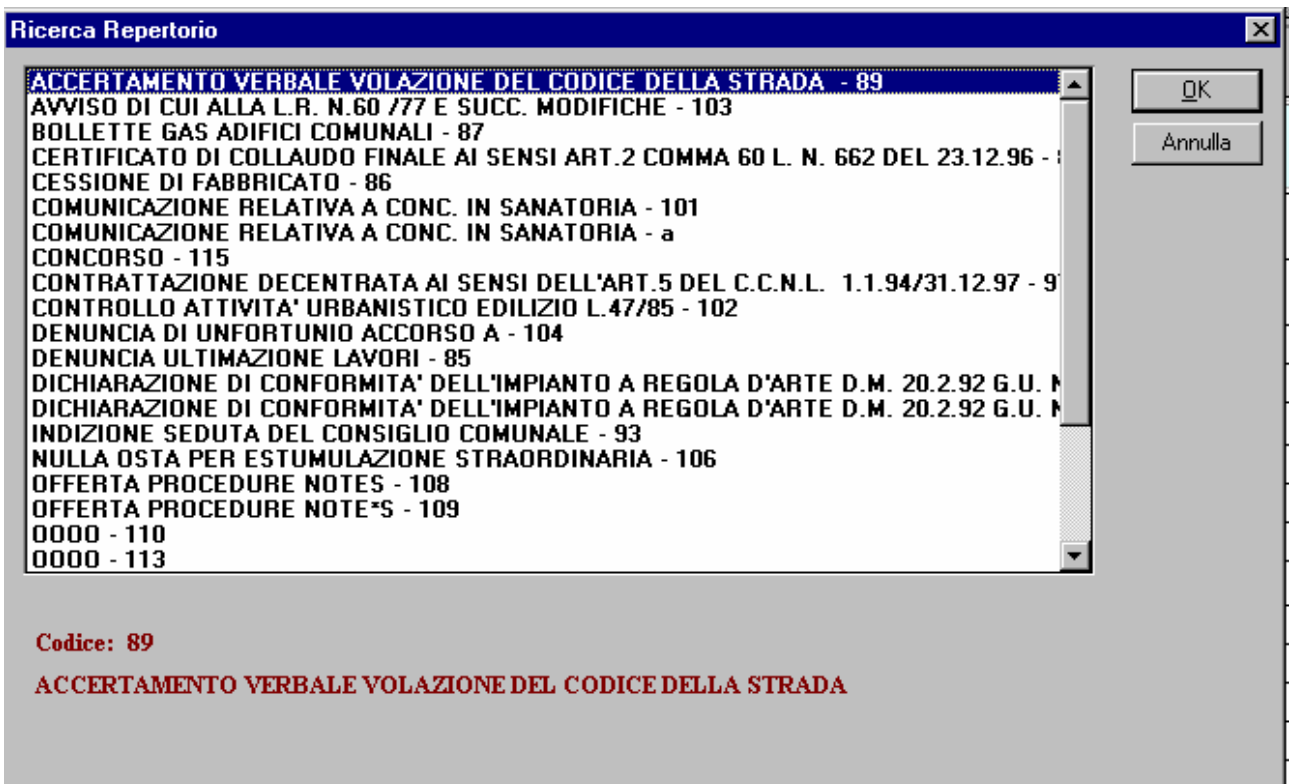 Ricerca Repertorio
ACCERTAMENTO VERBALE VOLAZIONE DEL CODICE DELLA STRADA - 89
AVVISO DI CUI ALLA L.R. N.60 /77 E SUCC. MODIFICHE - 103
BOLLETTE GAS ADIFICI COMUNALI - 87
CERTIFICATO DI COLLAUDO FINALE AI SENSI ART.2 COMMA 60 L. N. 662 DEL 23.12.96 -
CESSIONE DI FABBRICATO - 86
COMUNICAZIONE RELATIVA A CONC. IN SANATORIA - 101
COMUNICAZIONE RELATIVA A CONC. IN SANATORIA - a
CONCORSO - 115
CONTRATTAZIONE DECENTRATA AI SENSI DELL'ART.5 DEL C.C.N.L. 1.1.94/31.12.97 - 9
CONTROLLO ATTIVITA' URBANISTICO EDILIZIO L.47/85 - 102
DENUNCIA DI UNFORTUNIO ACCORSO A - 104
DENUNCIA ULTIMAZIONE LAVORI - 85
DICHIARAZIONE DI CONFORMITA' DELL'IMPIANTO A REGOLA D'ARTE D.M. 20.2.92 G.U.
DICHIARAZIONE DI CONFORMITA' DELL'IMPIANTO A REGOLA D'ARTE D.M. 20.2.92 G.U.
INDIZIONE SEDUTA DEL CONSIGLIO COMUNALE - 93
NULLA OSTA PER ESTUMULAZIONE STRAORDINARIA - 106
OFFERTA PROCEDURE NOTES - 108
OFFERTA PROCEDURE NOTE*S - 109
OOOO - 110
OOOO - 113
OK
Annulla
Codice: 89
ACCERTAMENTO VERBALE VOLAZIONE DEL CODICE DELLA STRADA